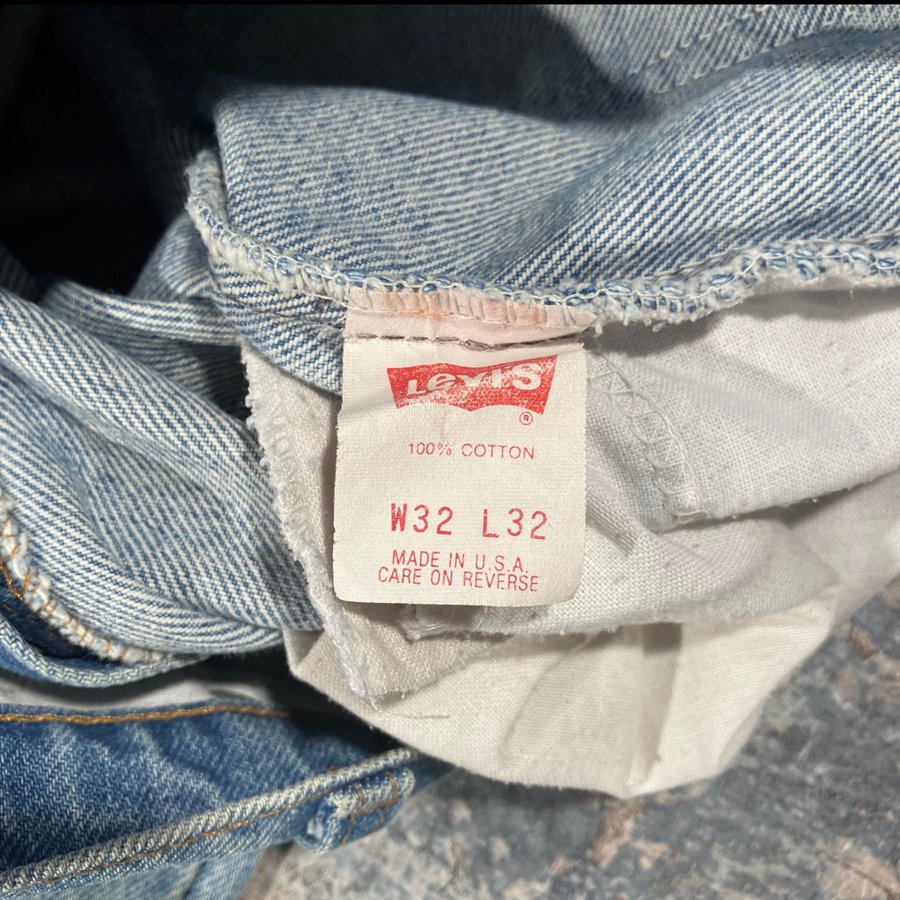 Levi's
®
100% COTTON
W32 L32
MADE IN U.S.A.
CARE ON REVERSE